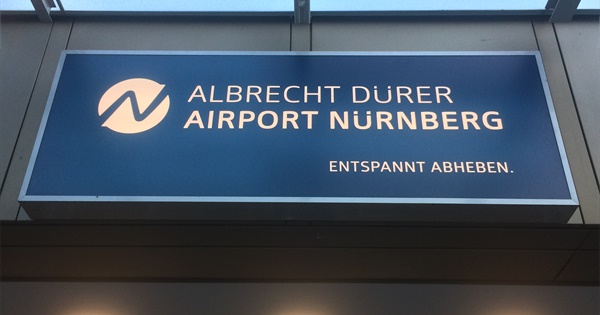 ALBRECHT DÜRER
AIRPORT NÜRNBERG
ENTSPANNT ABHEBEN.